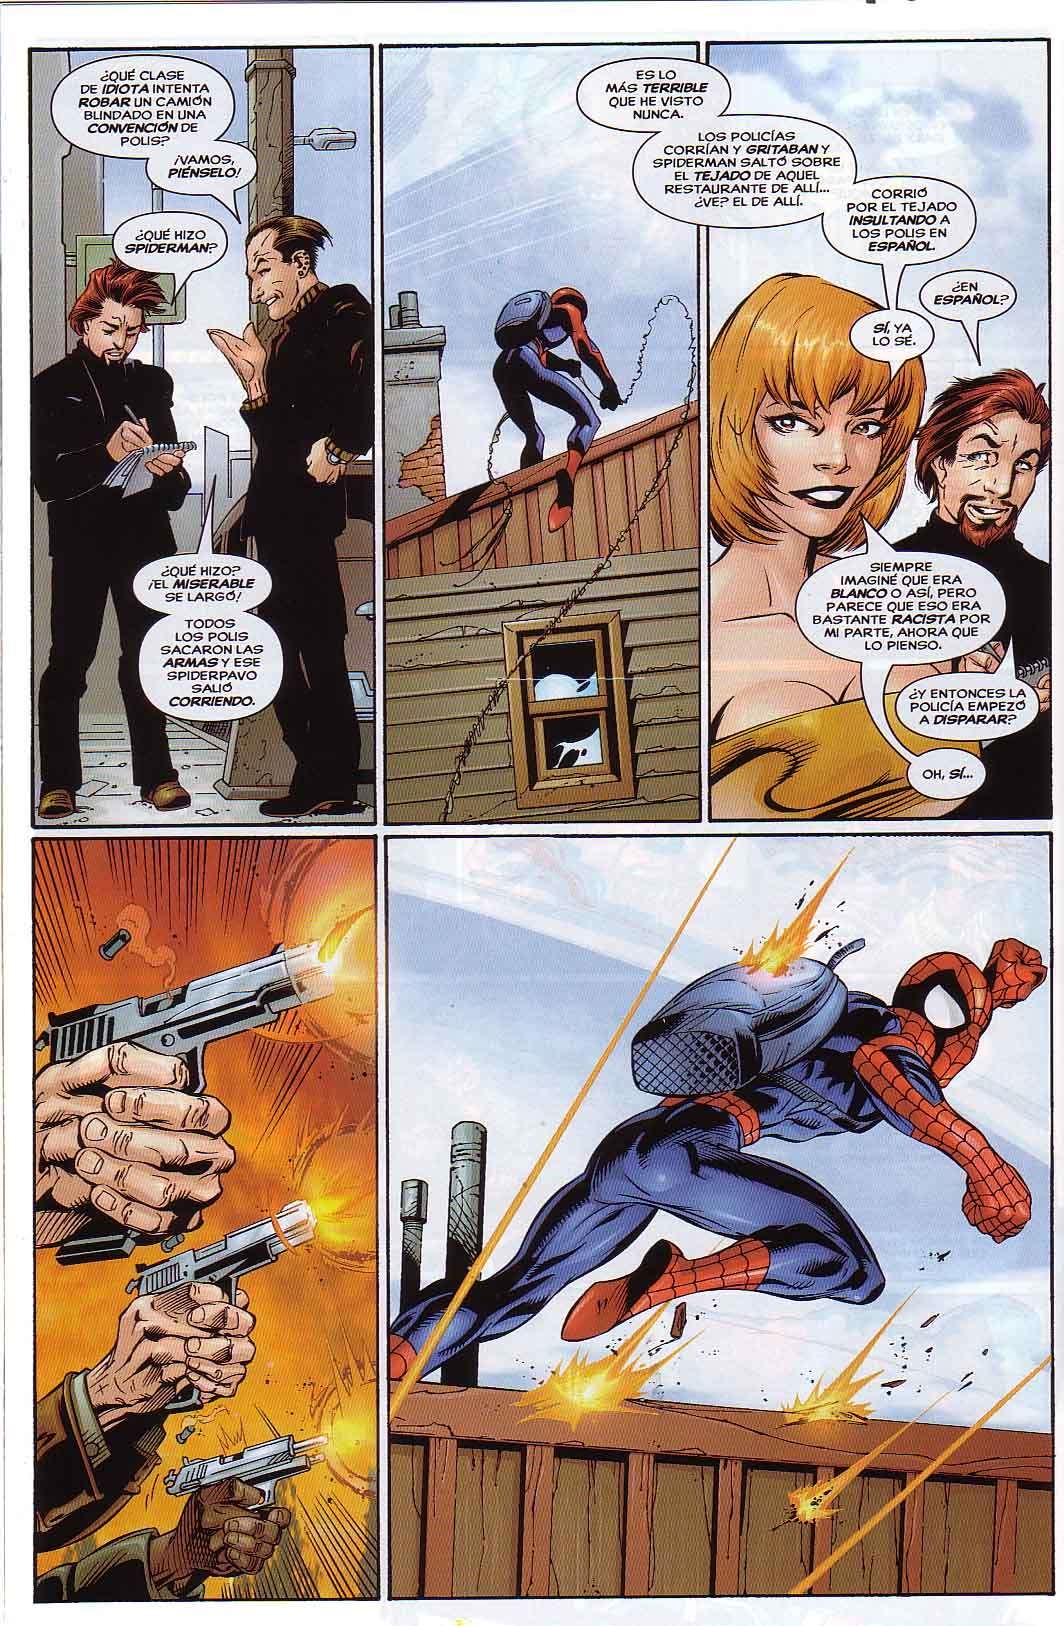 ¿QUÉ CLASE
DE IDIOTA INTENTA
ROBAR UN CAMIÓN
BLINDADO EN UNA
CONVENCIÓN DE
POLIS?
¡VAMOS,
PIÉNSELO!
¿QUÉ HIZO
SPIDERMAN?
¿QUÉ HIZO?
¡EL MISERABLE
SE LARGÓ!
TODOS
LOS POLIS
SACARON LAS
ARMAS Y ESE
SPIDERPAVO
SALIÓ
CORRIENDO.
ES LO
MÁS TERRIBLE
QUE HE VISTO
NUNCA.
LOS POLICÍAS
CORRÍAN Y GRITABAN Y
SPIDERMAN SALTÓ SOBRE
EL TEJADO DE AQUEL
RESTAURANTE DE ALLÍ...
¿VE? EL DE ALLÍ.
CORRIÓ
POR EL TEJADO
INSULTANDO A
LOS POLIS EN
ESPAÑOL.
¿EN
ESPAÑOL?
SÍ, YA
LO SÉ.
SIEMPRE
IMAGINÉ QUE ERA
BLANCO O ASÍ, PERO
PARECE QUE ESO ERA
BASTANTE RACISTA POR
MI PARTE, AHORA QUE
LO PIENSO.
¿Y ENTONCES LA
POLICÍA EMPEZÓ
A DISPARAR?
OH, SÍ...